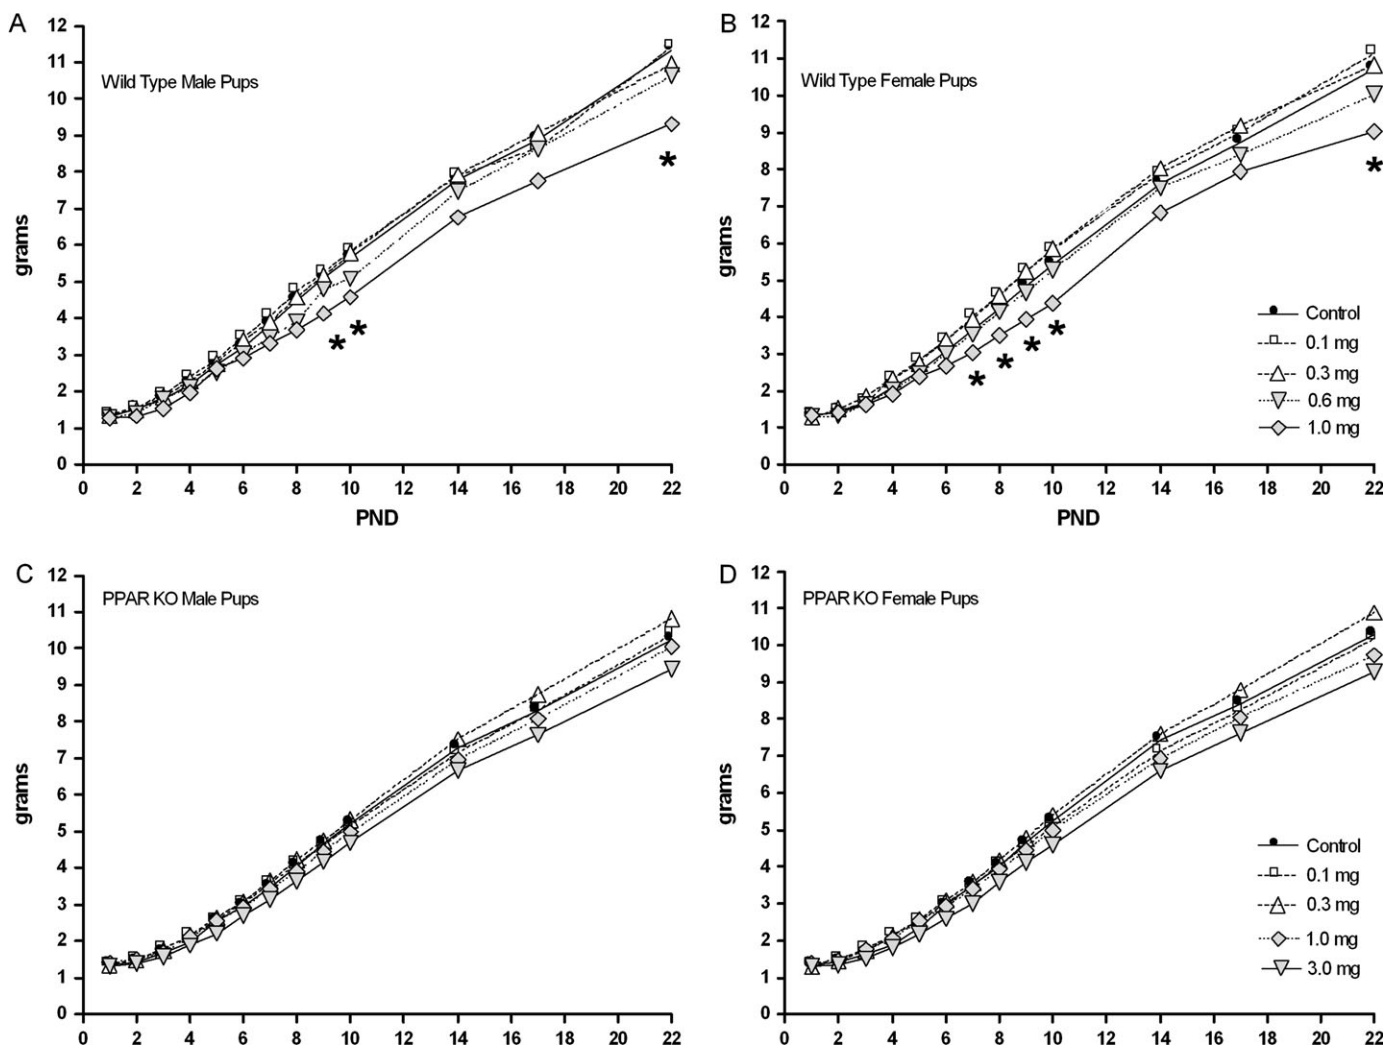 A
Wild Type Male Pups
12
11
10
9
8
7
6
5
4
3
2
1
0
grams
*
*
*
0 2 4 6 8 10 12 14 16 18 20 22
PND
B
Wild Type Female Pups
12
11
10
9
8
7
6
5
4
3
2
1
0
grams
*
*
*
*
*
Control
0.1 mg
0.3 mg
0.6 mg
1.0 mg
0 2 4 6 8 10 12 14 16 18 20 22
PND
C
PPAR KO Male Pups
12
11
10
9
8
7
6
5
4
3
2
1
0
grams
0 2 4 6 8 10 12 14 16 18 20 22
D
PPAR KO Female Pups
12
11
10
9
8
7
6
5
4
3
2
1
0
grams
Control
0.1 mg
0.3 mg
1.0 mg
3.0 mg
0 2 4 6 8 10 12 14 16 18 20 22